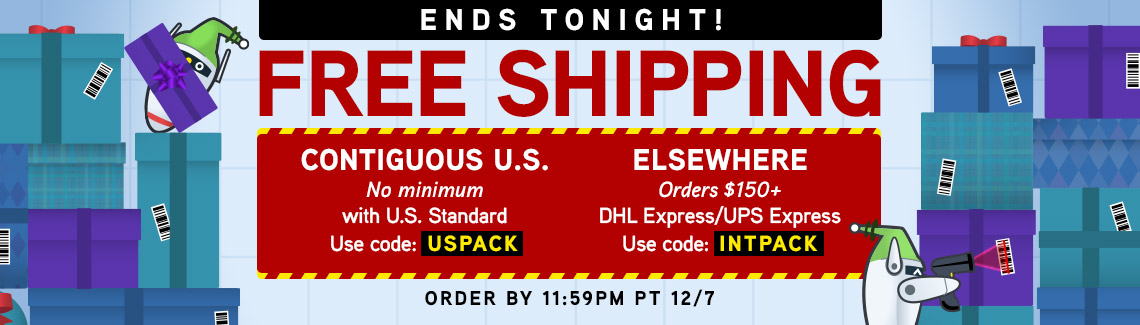 ENDS TONIGHT!
FREE SHIPPING
CONTIGUOUS U.S.
No minimum
with U.S. Standard
Use code: USPACK
ELSEWHERE
Orders $150+
DHL Express/UPS Express
Use code: INTPACK
ORDER BY 11:59PM PT 12/7